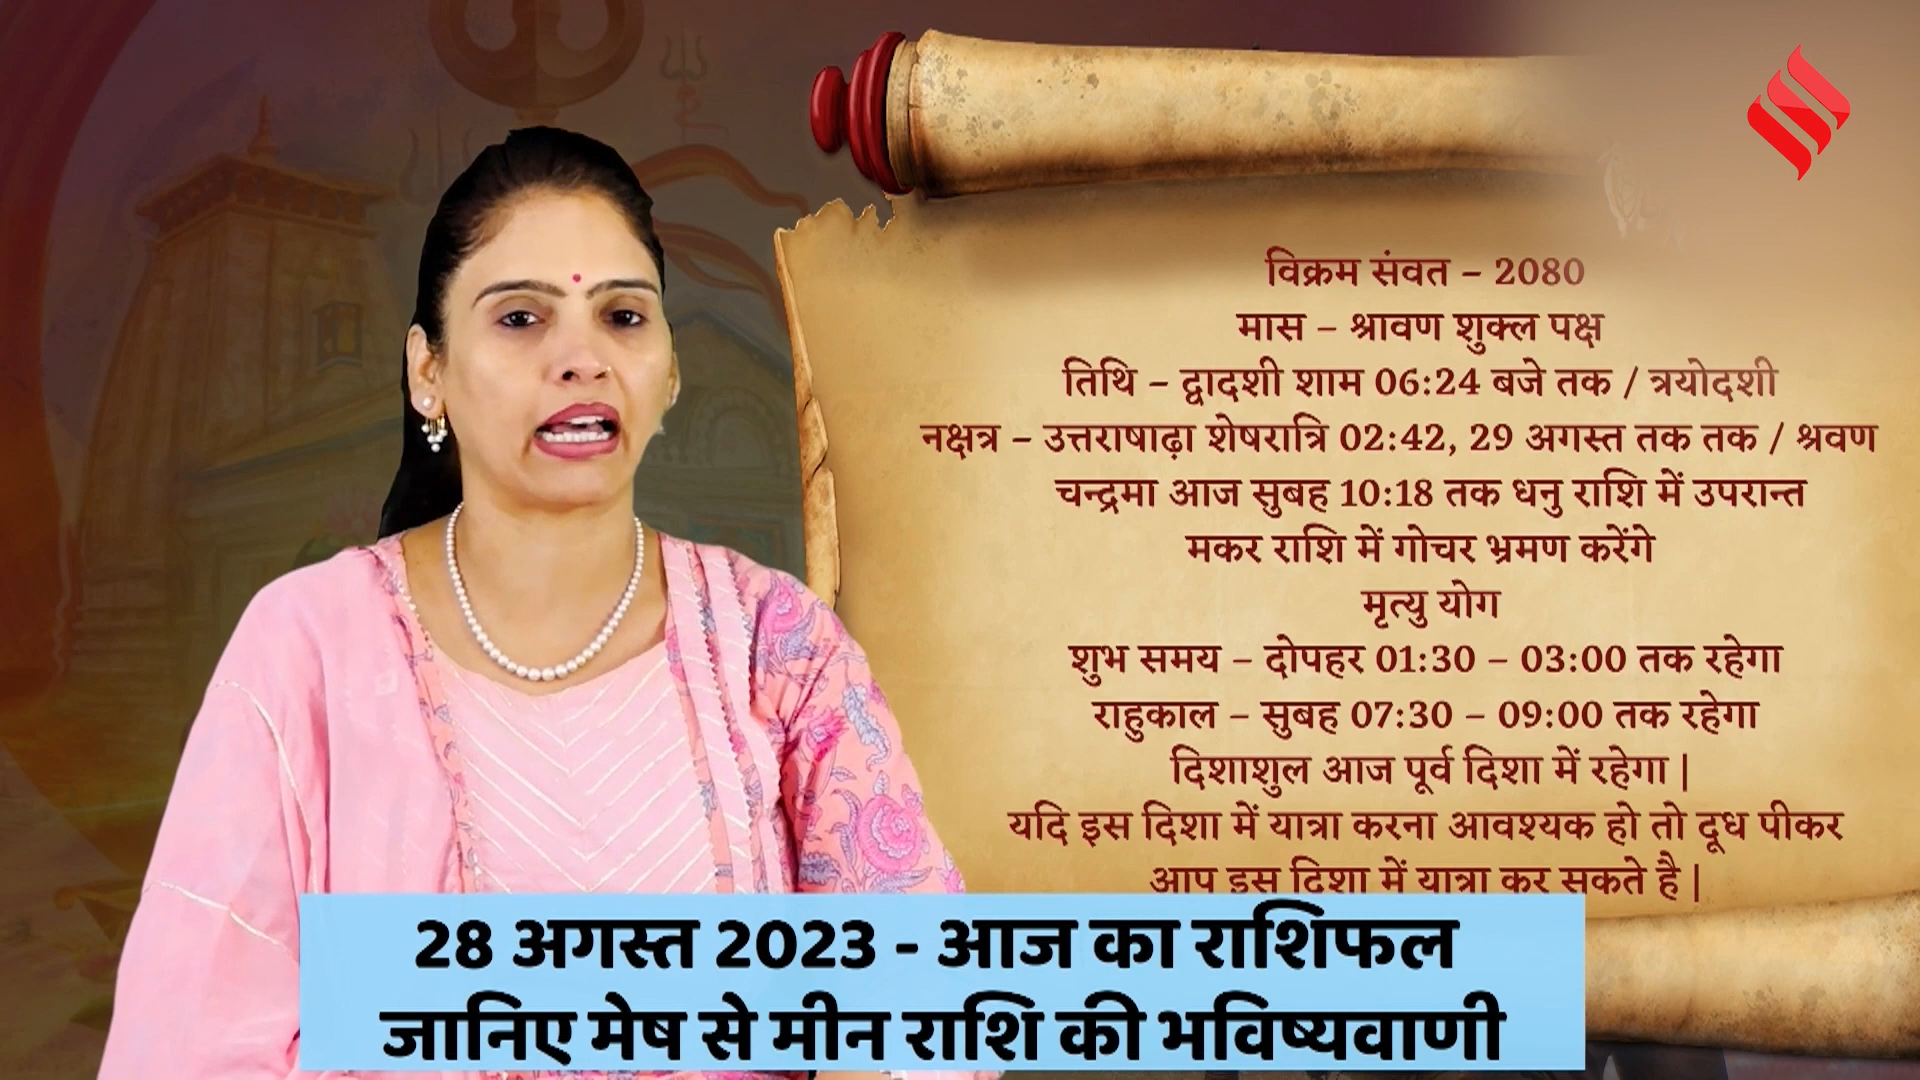 विक्रम संवत – 2080
मास – श्रावण शुक्ल पक्ष
तिथि – द्वादशी शाम 06:24 बजे तक / त्रयोदशी
नक्षत्र – उत्तराषाढ़ा शेषरात्रि 02:42, 29 अगस्त तक तक / श्रवण
चन्द्रमा आज सुबह 10:18 तक धनु राशि में उपरान्त
मकर राशि में गोचर भ्रमण करेंगे
मृत्यु योग
शुभ समय – दोपहर 01:30 – 03:00 तक रहेगा
राहुकाल – सुबह 07:30 – 09:00 तक रहेगा
दिशाशुल आज पूर्व दिशा में रहेगा |
यदि इस दिशा में यात्रा करना आवश्यक हो तो दूध पीकर
आप इस दिशा में यात्रा कर सकते है |
28 अगस्त 2023 - आज का राशिफल
जानिए मेष से मीन राशि की भविष्यवाणी